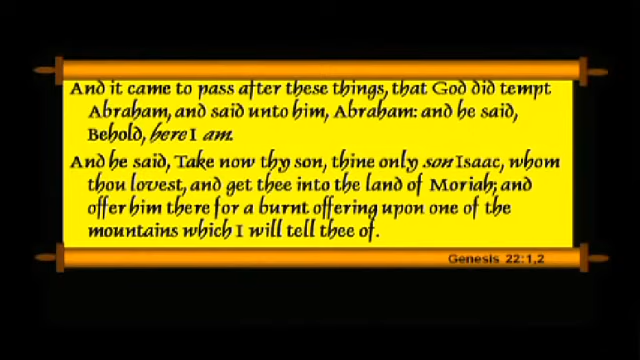 And it came to pass after these things, that God did tempt
Abraham, and said unto him, Abraham: and he said,
Behold, here I am.
And he said, Take now thy son, thine only son Isaac, whom
thou lovest, and get thee into the land of Moriah; and
offer him there for a burnt offering upon one of the
mountains which I will tell thee of.
Genesis 22:1,2